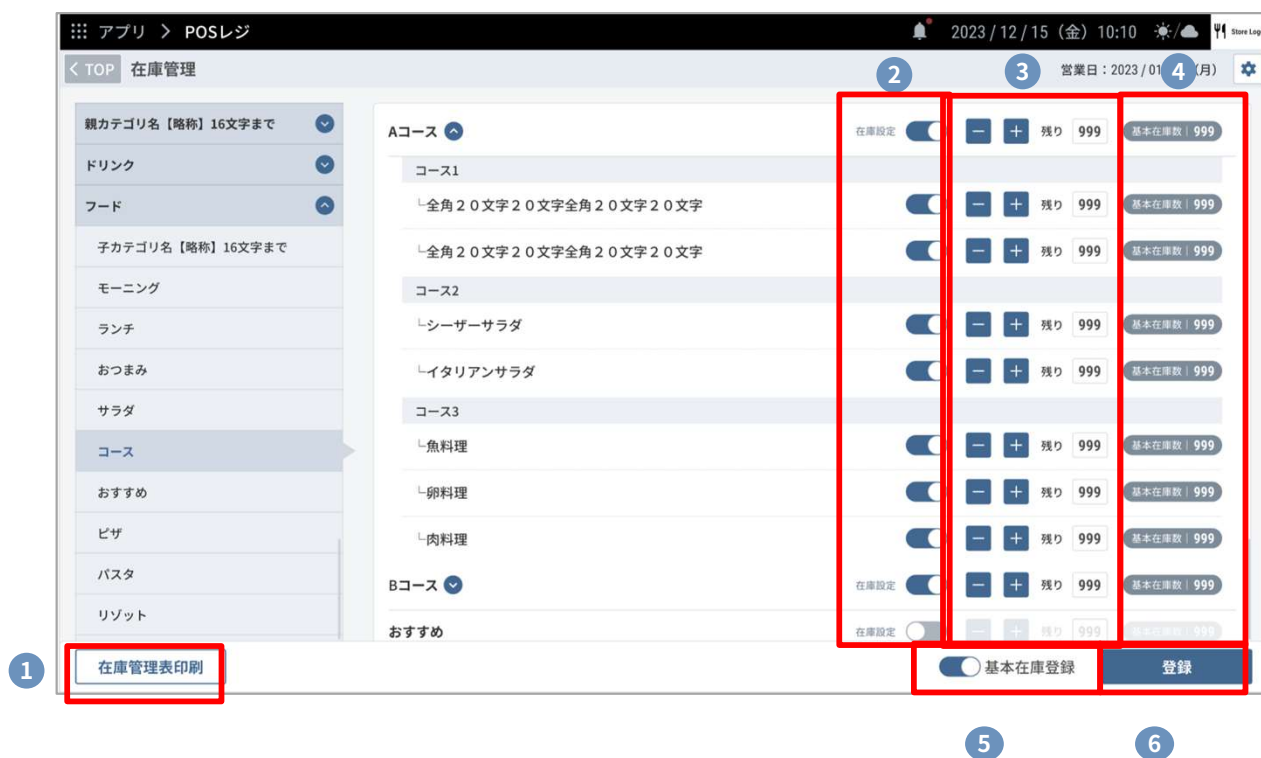 アプリ > POSレジ
2023 / 12 / 15（金）10:10
Store Log
< TOP 在庫管理
営業日：2023 / 01 （月）
2
3
4
親カテゴリ名【略称】16文字まで
ドリンク
フード
子カテゴリ名【略称】16文字まで
モーニング
ランチ
おつまみ
サラダ
コース
おすすめ
ピザ
パスタ
リゾット
Aコース 在庫設定 − + 残り 999 基本在庫数 | 999
コース1
└全角２０文字２０文字全角２０文字２０文字 − + 残り 999 基本在庫数 | 999
└全角２０文字２０文字全角２０文字２０文字 − + 残り 999 基本在庫数 | 999
コース2
└シーザーサラダ − + 残り 999 基本在庫数 | 999
└イタリアンサラダ − + 残り 999 基本在庫数 | 999
コース3
└魚料理 − + 残り 999 基本在庫数 | 999
└卵料理 − + 残り 999 基本在庫数 | 999
└肉料理 − + 残り 999 基本在庫数 | 999
Bコース 在庫設定 − + 残り 999 基本在庫数 | 999
おすすめ 在庫設定 − + 残り 999 基本在庫数 | 999
1
在庫管理表印刷
基本在庫登録
登録
5
6